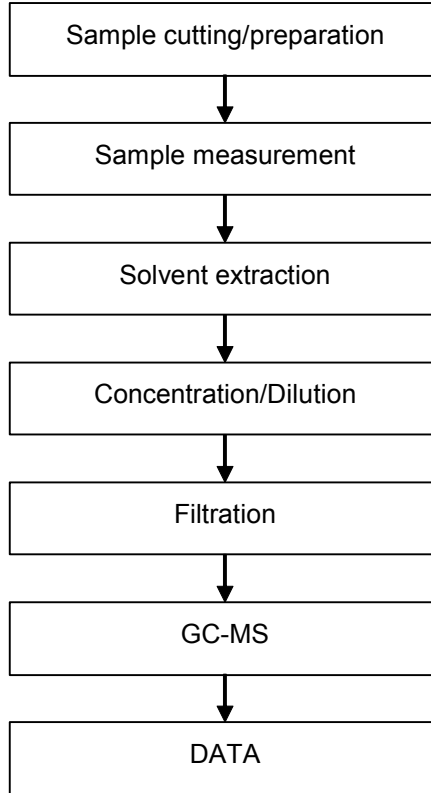 Sample cutting/preparation
Sample measurement
Solvent extraction
Concentration/Dilution
Filtration
GC-MS
DATA